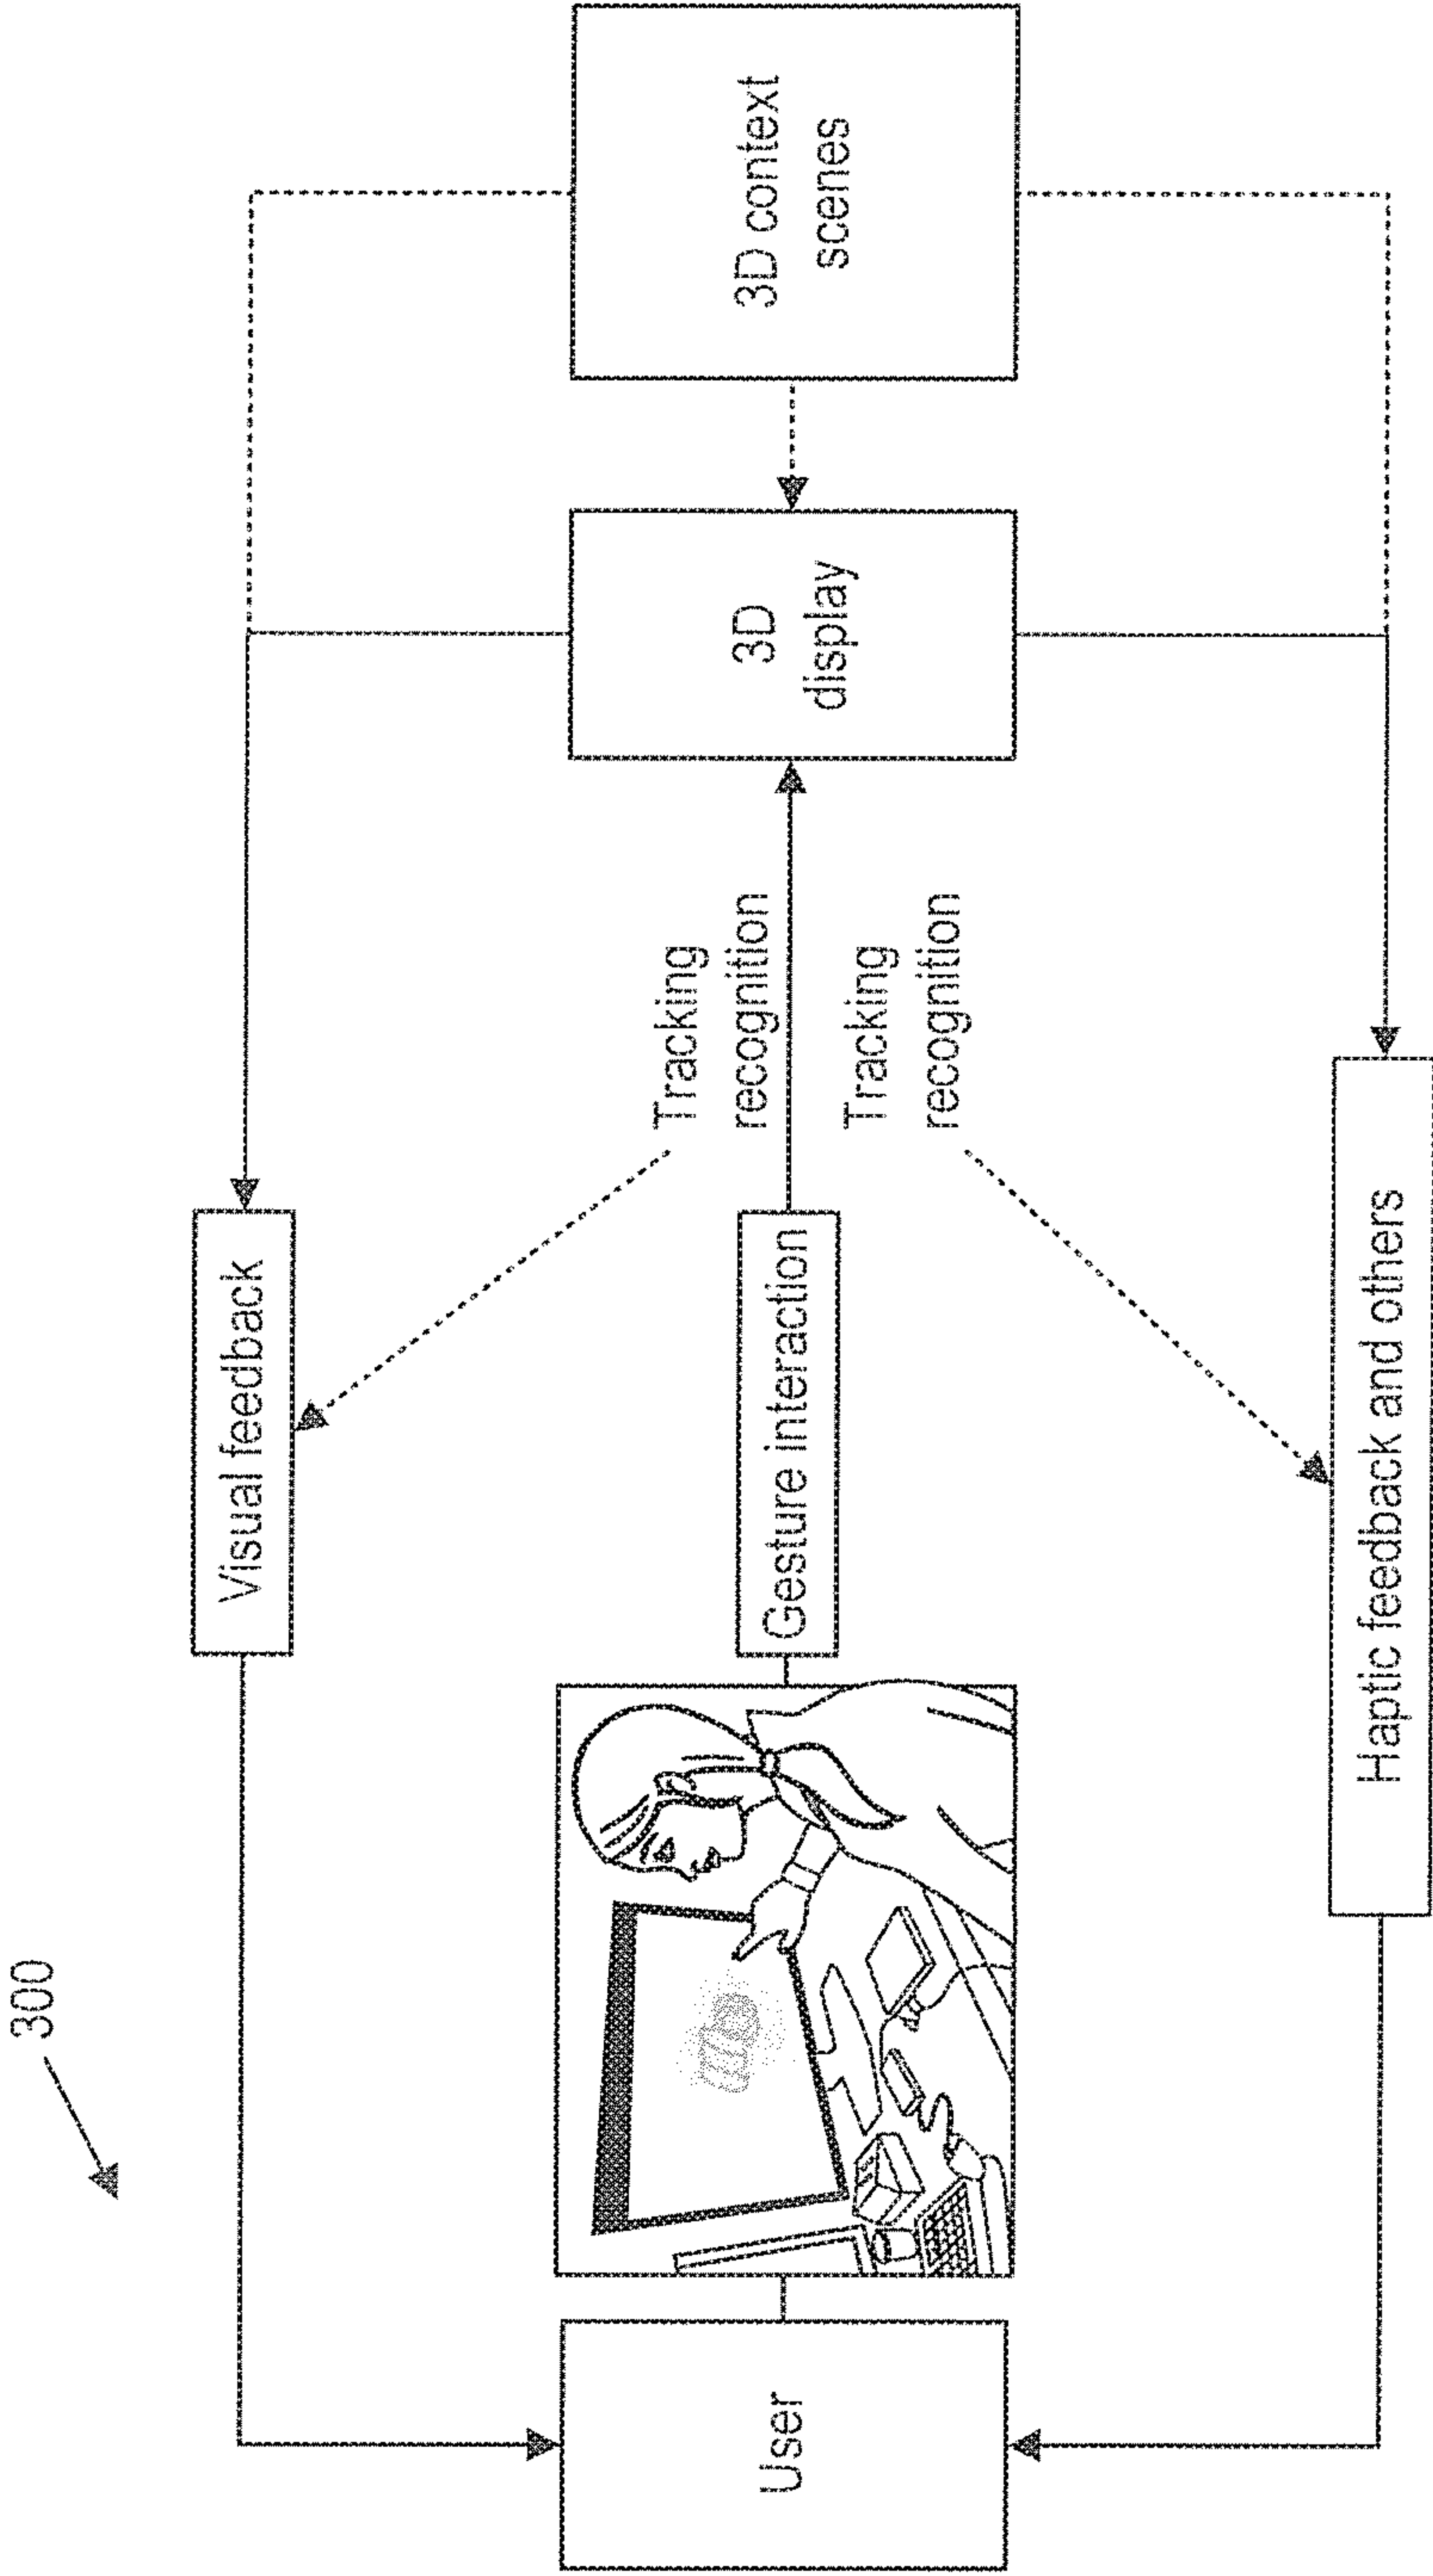 300
Visual feedback
User
Gesture interaction
Tracking
recognition
Tracking
recognition
3D
display
3D context
scenes
Haptic feedback and others